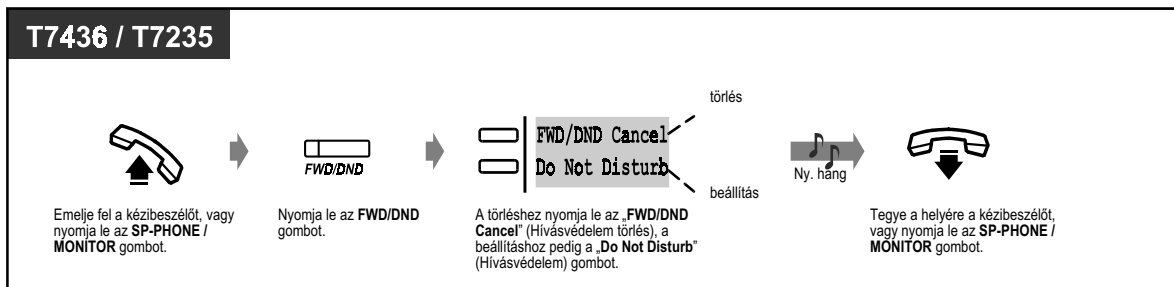 T7436 / T7235
törlés
FWD/DND Cancel
Do Not Disturb
beállítás
FWD/DND
Ny. hang
Emelje fel a kézibeszélőt, vagy
nyomja le az SP-PHONE /
MONITOR gombot.
Nyomja le az FWD/DND
gombot.
A törléshez nyomja le az „FWD/DND
Cancel” (Hívásvédelem törlés), a
beállításhoz pedig a „Do Not Disturb”
(Hívásvédelem) gombot.
Tegye a helyére a kézibeszélőt,
vagy nyomja le az SP-PHONE /
MONITOR gombot.